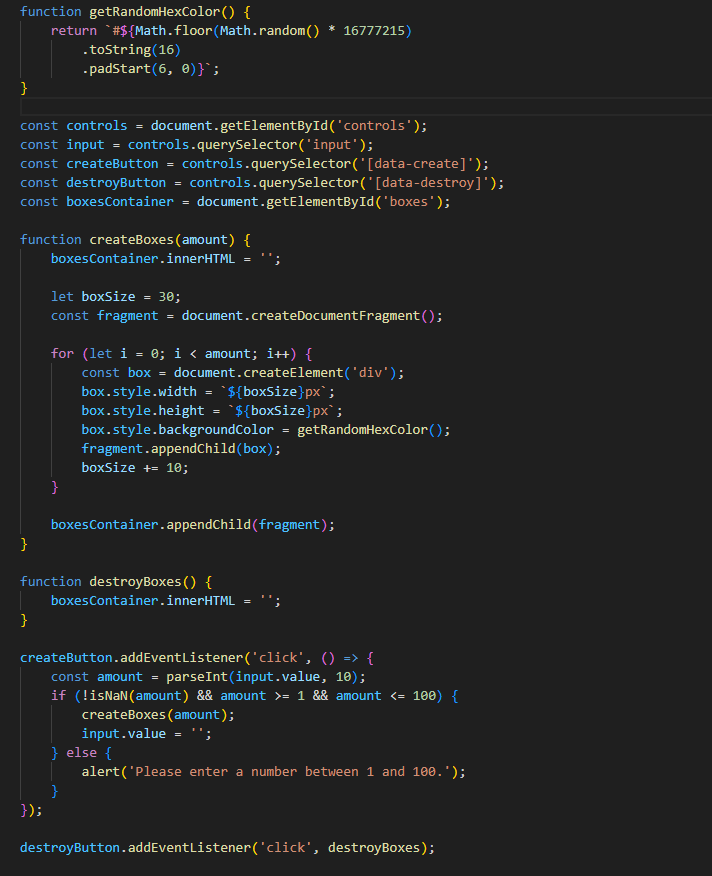 function getRandomHexColor() {
    return `#${Math.floor(Math.random() * 16777215)
        .toString(16)
        .padStart(6, 0)}`;
}

const controls = document.getElementById('controls');
const input = controls.querySelector('input');
const createButton = controls.querySelector('[data-create]');
const destroyButton = controls.querySelector('[data-destroy]');
const boxesContainer = document.getElementById('boxes');

function createBoxes(amount) {
    boxesContainer.innerHTML = '';

    let boxSize = 30;
    const fragment = document.createDocumentFragment();

    for (let i = 0; i < amount; i++) {
        const box = document.createElement('div');
        box.style.width = `${boxSize}px`;
        box.style.height = `${boxSize}px`;
        box.style.backgroundColor = getRandomHexColor();
        fragment.appendChild(box);
        boxSize += 10;
    }

    boxesContainer.appendChild(fragment);
}

function destroyBoxes() {
    boxesContainer.innerHTML = '';
}

createButton.addEventListener('click', () => {
    const amount = parseInt(input.value, 10);
    if (!isNaN(amount) && amount >= 1 && amount <= 100) {
        createBoxes(amount);
        input.value = '';
    } else {
        alert('Please enter a number between 1 and 100.');
    }
});

destroyButton.addEventListener('click', destroyBoxes);